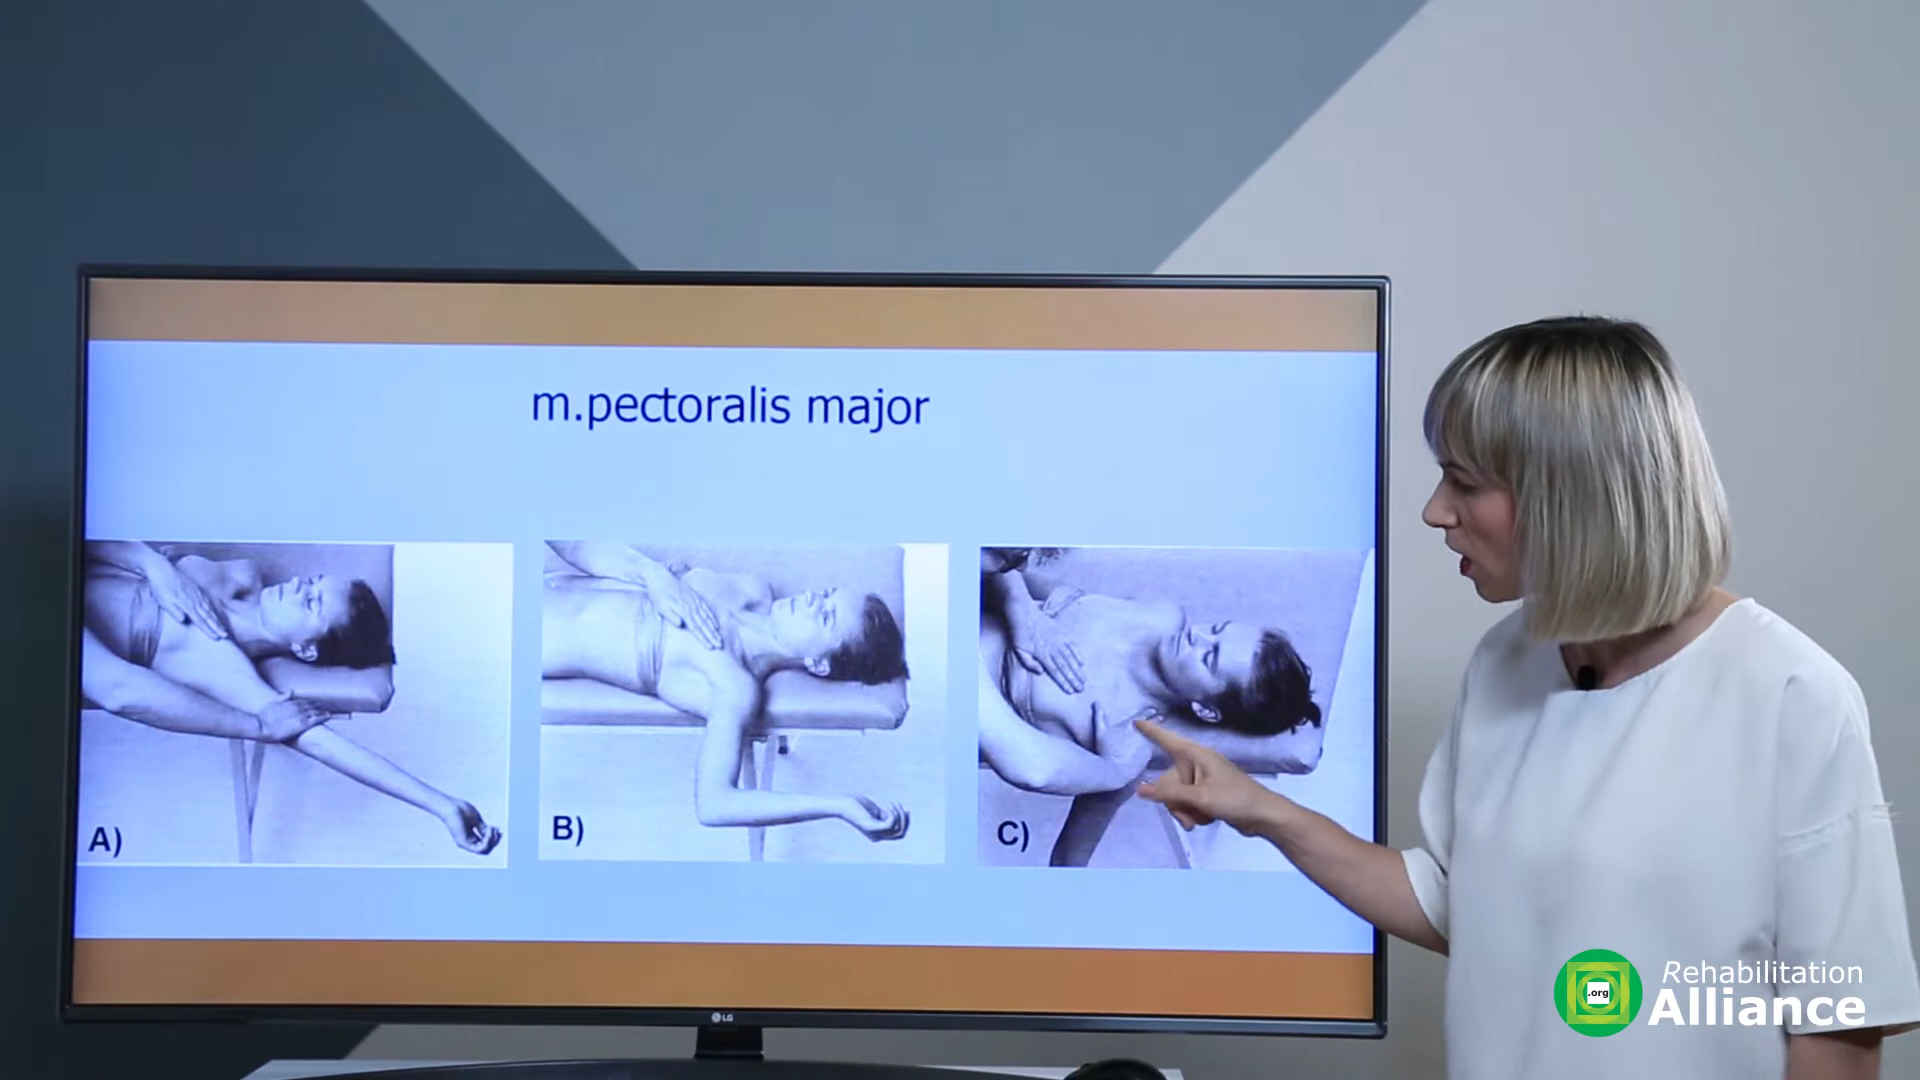 m.pectoralis major
A)
B)
C)
LG
.org
Rehabilitation
Alliance